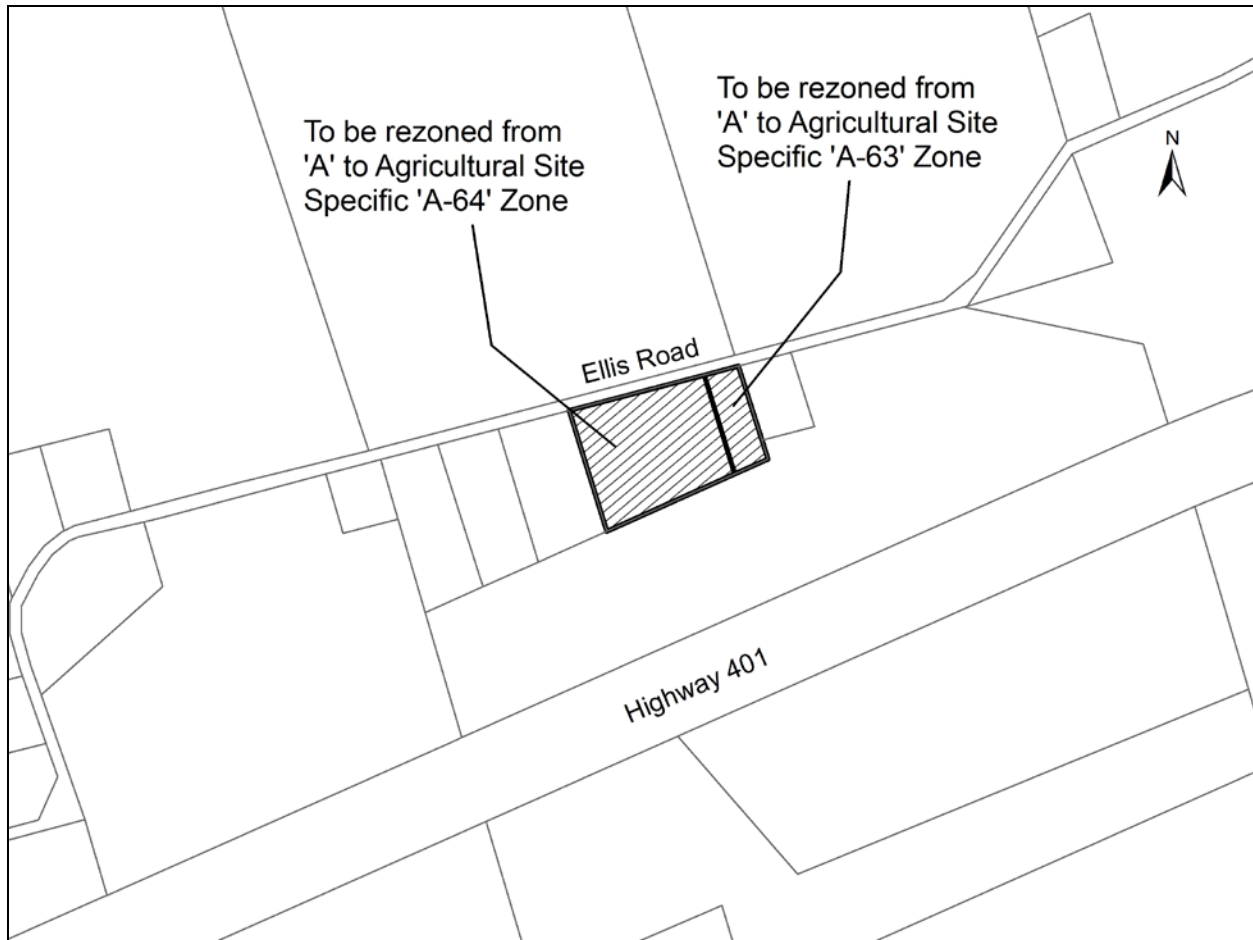 To be rezoned from
'A' to Agricultural Site
Specific 'A-64' Zone
To be rezoned from
'A' to Agricultural Site
Specific 'A-63' Zone
N
Ellis Road
Highway 401